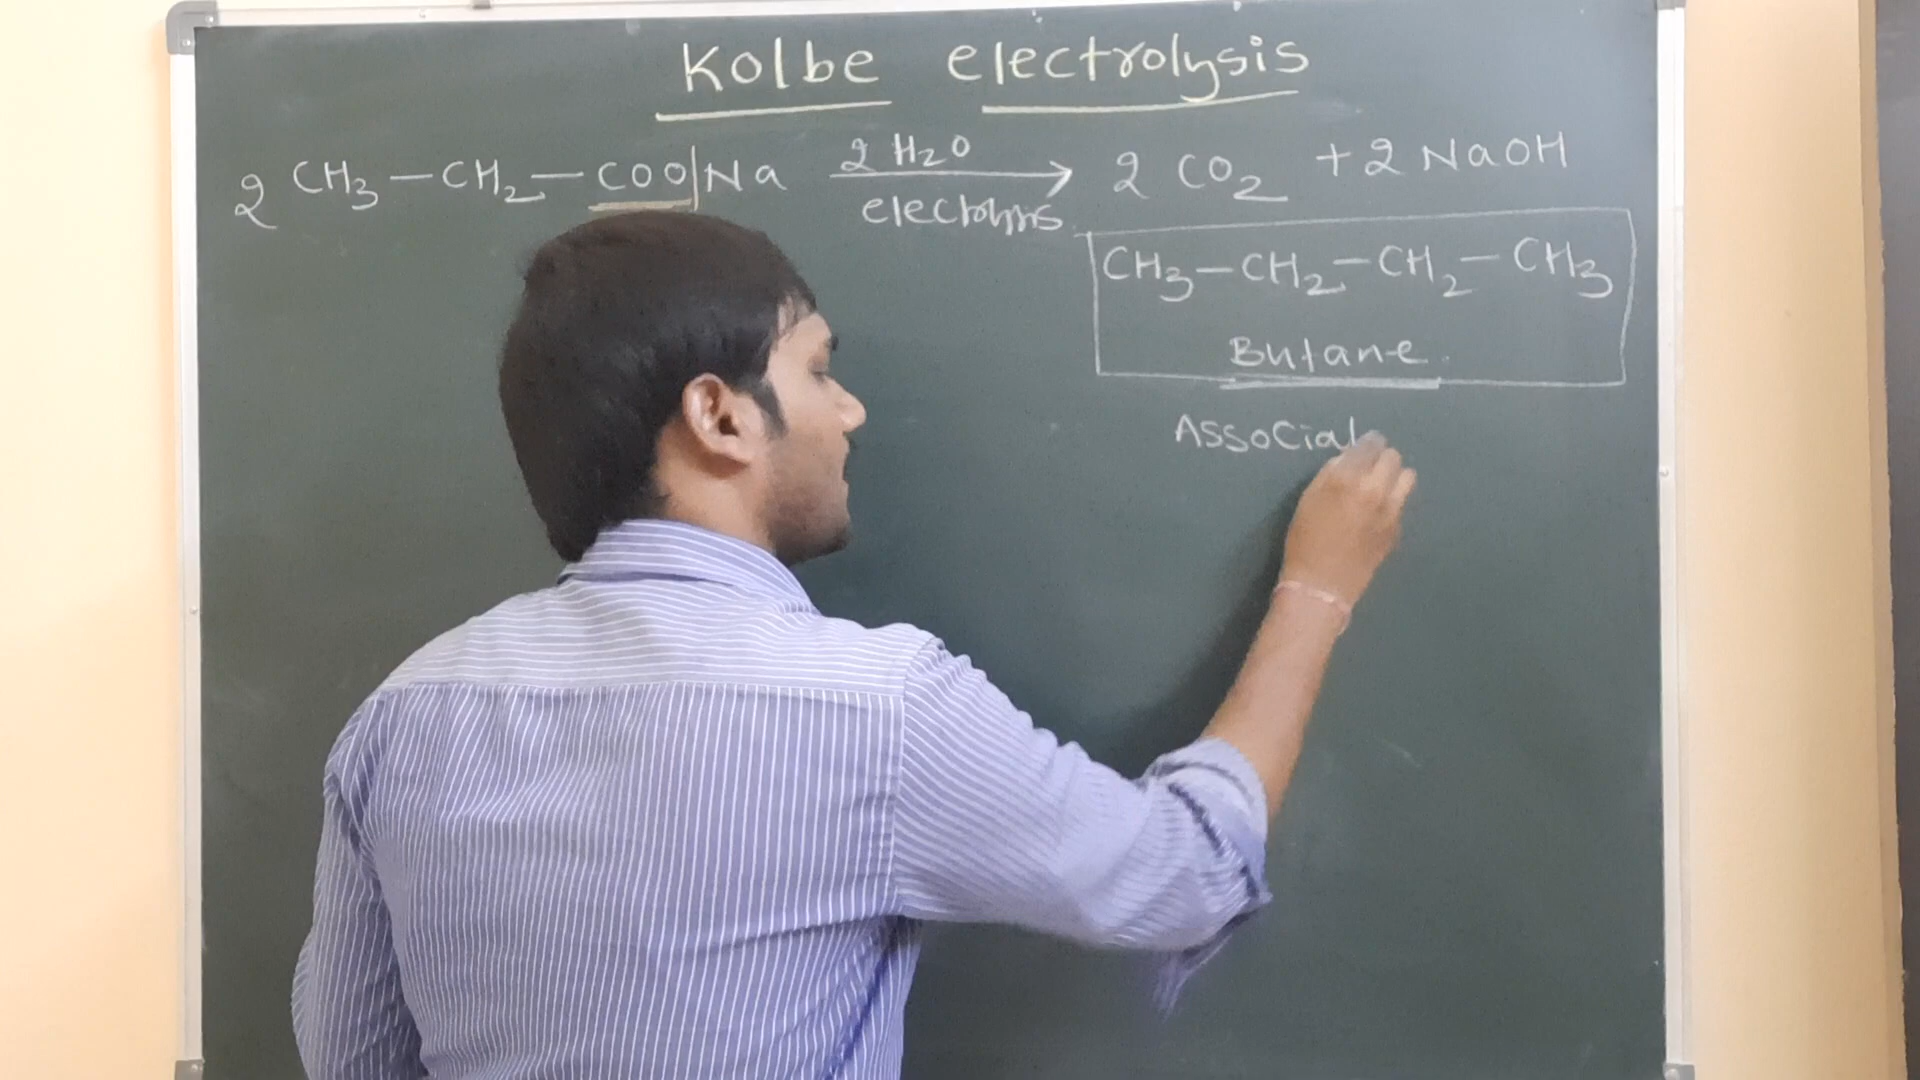 Kolbe electrolysis
2 CH3-CH2-COO|Na 2 H2O electrolysis 2 CO2 + 2 NaOH
CH3-CH2-CH2-CH3
Butane.
Associat